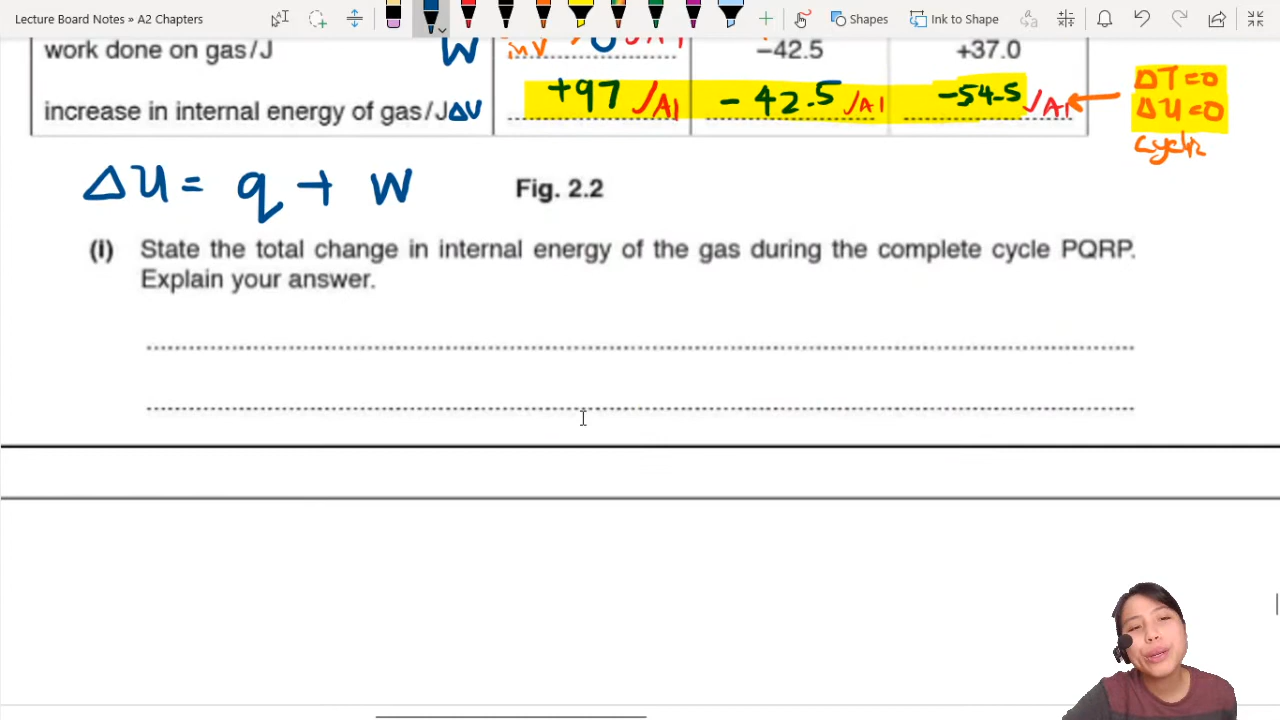 Lecture Board Notes » A2 Chapters
Shapes
Ink to Shape
work done on gas/J W 0 −42.5 +37.0
increase in internal energy of gas/J ΔU +97 /A1 −42.5 /A1 −54.5 /A1
ΔT=0
ΔU=0
cyclic
ΔU = q + W
Fig. 2.2
(i) State the total change in internal energy of the gas during the complete cycle PQRP.
Explain your answer.